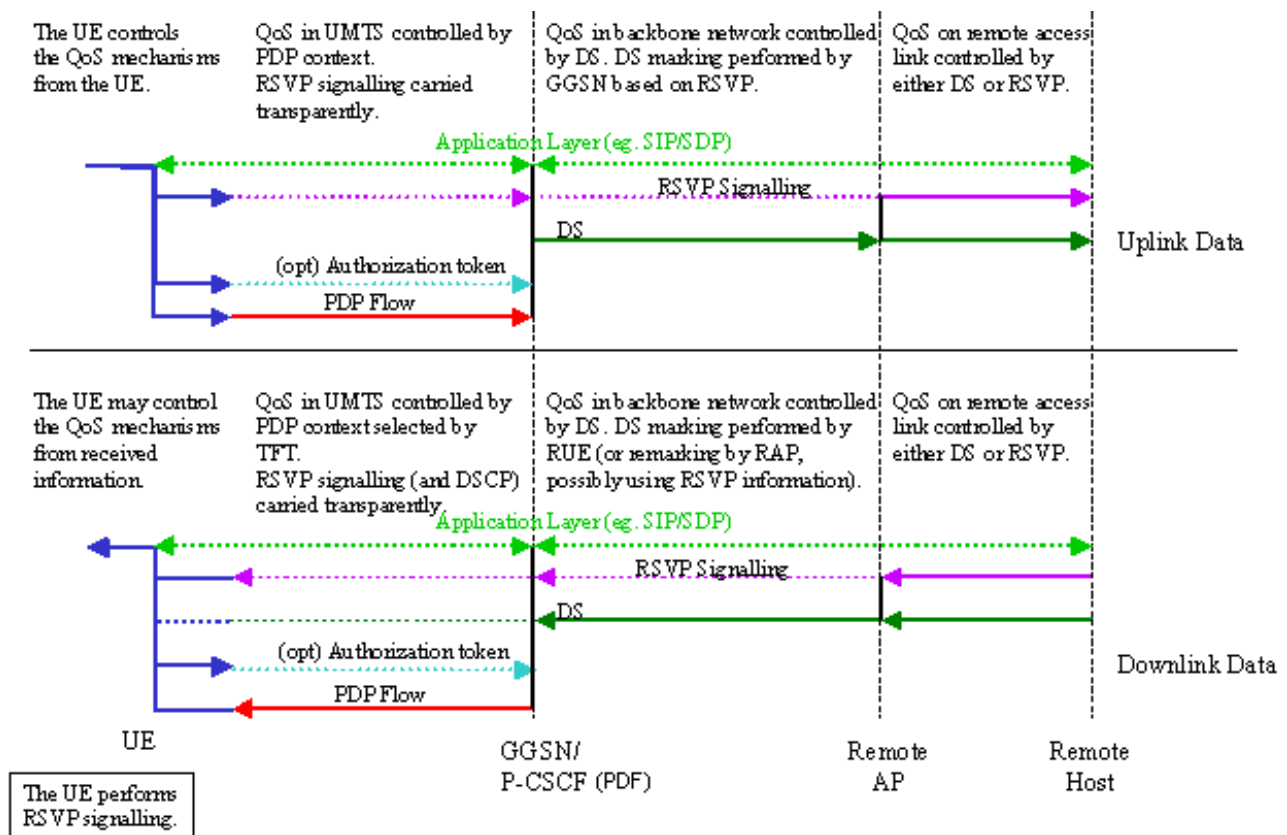 The UE controls
the QoS mechanisms
from the UE.
QoS in UMTS controlled by
PDP context.
RSVP signalling carried
transparently.
QoS in backbone network controlled
by DS. DS marking performed by
GGSN based on RSVP.
QoS on remote access
link controlled by
either DS or RSVP.
Application Layer (eg. SIP/SDP)
RSVP Signalling
DS
Uplink Data
(opt) Authorization token
PDP Flow
The UE may control
the QoS mechanisms
from received
information.
QoS in UMTS controlled by
PDP context selected by
TFT.
RSVP signalling (and DSCP)
carried transparently.
QoS in backbone network controlled
by DS. DS marking performed by
RUE (or remarking by RAP,
possibly using RSVP information).
QoS on remote access
link controlled by
either DS or RSVP.
Application Layer (eg. SIP/SDP)
RSVP Signalling
DS
(opt) Authorization token
Downlink Data
PDP Flow
UE
GGSN/
P-CSCF (PDF)
Remote
AP
Remote
Host
The UE performs
RSVP signalling.